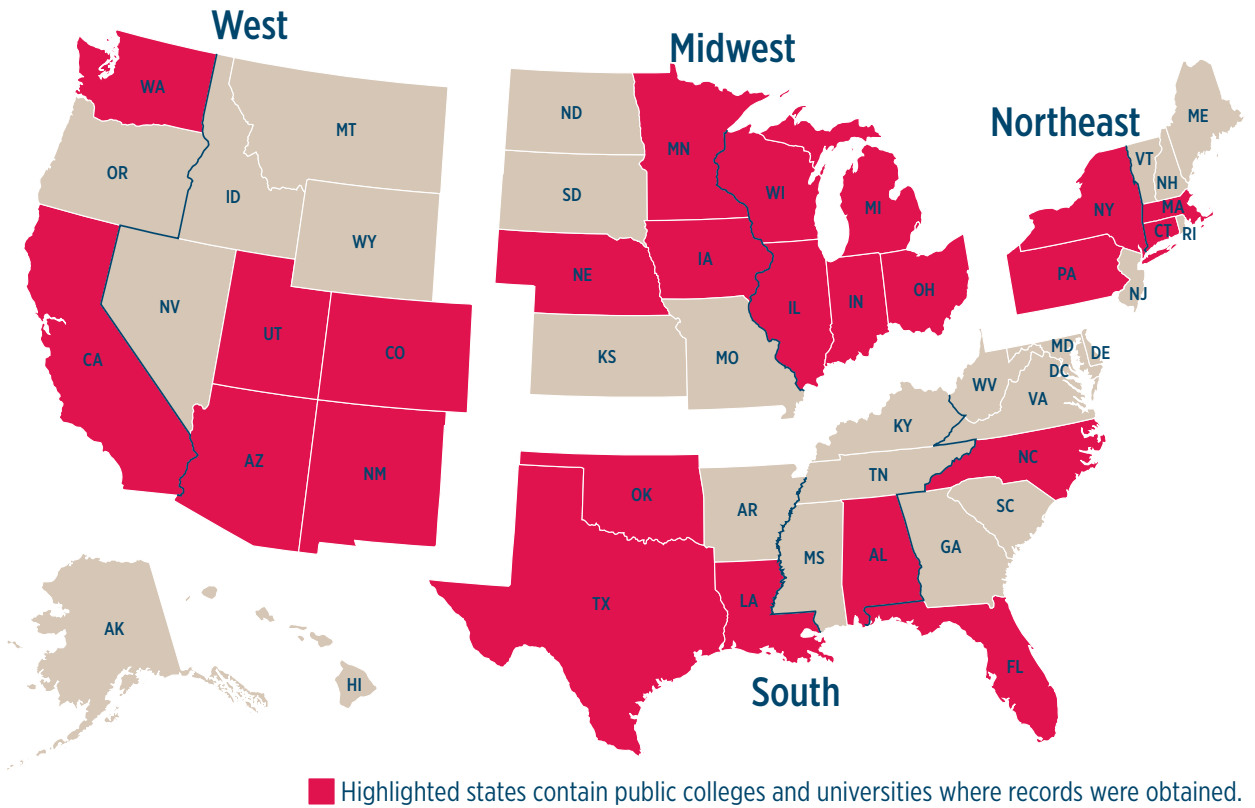 West
Midwest
Northeast
South
WA
OR
MT
ID
WY
NV
UT
CO
CA
AZ
NM
AK
HI
ND
SD
NE
KS
MN
IA
MO
WI
IL
IN
MI
OH
ME
VT
NH
NY
MA
CT
RI
PA
NJ
MD
DE
DC
WV
VA
KY
TN
NC
SC
GA
AL
MS
AR
OK
TX
LA
FL
Highlighted states contain public colleges and universities where records were obtained.